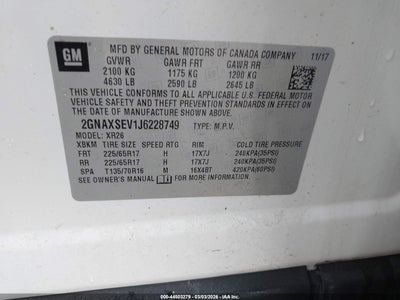 GM
MFD BY GENERAL MOTORS OF CANADA COMPANY
11/17
GVWR GAWR FRT GAWR RR
2100 KG 1175 KG 1200 KG
4630 LB 2590 LB 2645 LB
THIS VEHICLE CONFORMS TO ALL APPLICABLE U.S.
FEDERAL MOTOR VEHICLE SAFETY, BUMPER, AND
THEFT PREVENTION STANDARDS IN EFFECT ON THE
DATE OF MANUFACTURE SHOWN ABOVE.
2GNAXSEV1J6228749 TYPE: M.P.V.
MODEL: XR26
XBKM TIRE SIZE SPEED RTG RIM COLD TIRE PRESSURE
FRT 225/65R17 H 17X7J 240KPA(35PSI)
RR 225/65R17 H 17X7J 240KPA(35PSI)
SPA T135/70R16 M 16X4BT 420KPA(60PSI)
SEE OWNER'S MANUAL FOR ADDITIONAL INFORMATION
000-44903279 - 03/03/2026 - IAA Inc.